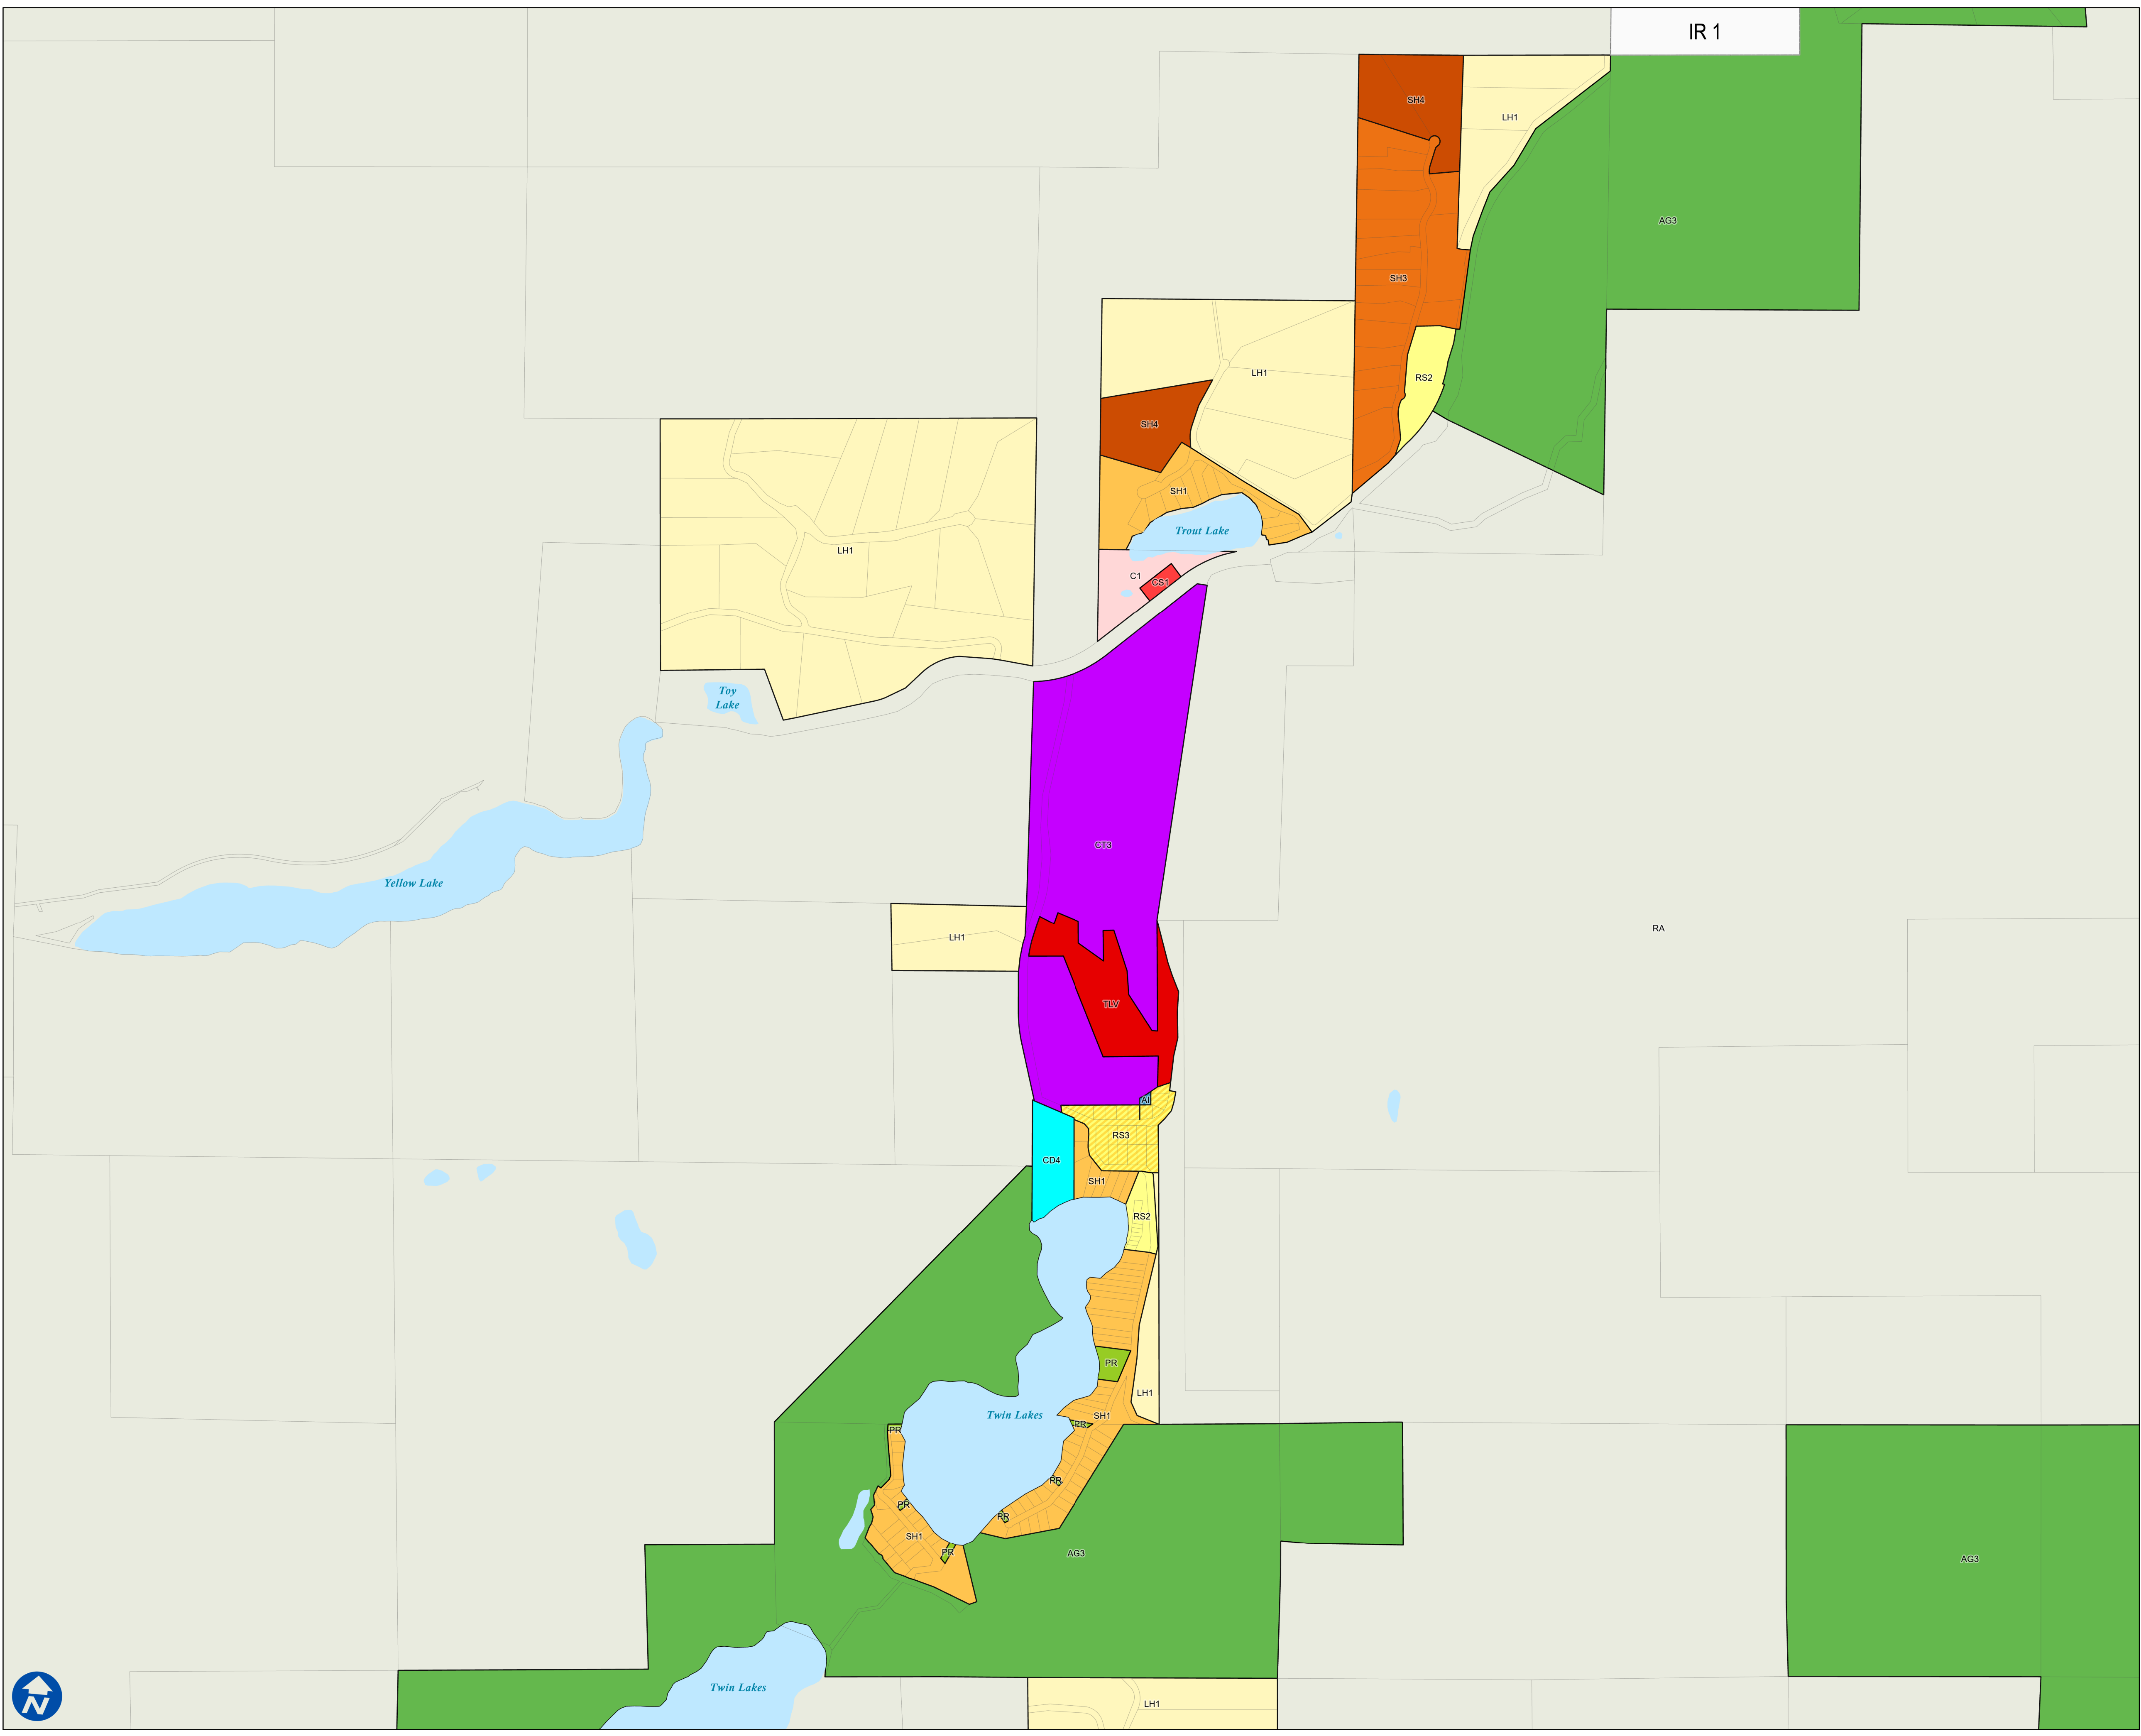 IR 1
SH4
LH1
AG3
SH3
LH1
RS2
SH4
SH1
Trout Lake
LH1
C1
CS1
Toy
Lake
CT3
Yellow Lake
RA
LH1
TLV
AI
RS3
CD4
SH1
RS2
PR
LH1
Twin Lakes
SH1
PR
PR
PR
PR
PR
SH1
PR
AG3
AG3
Twin Lakes
LH1
N